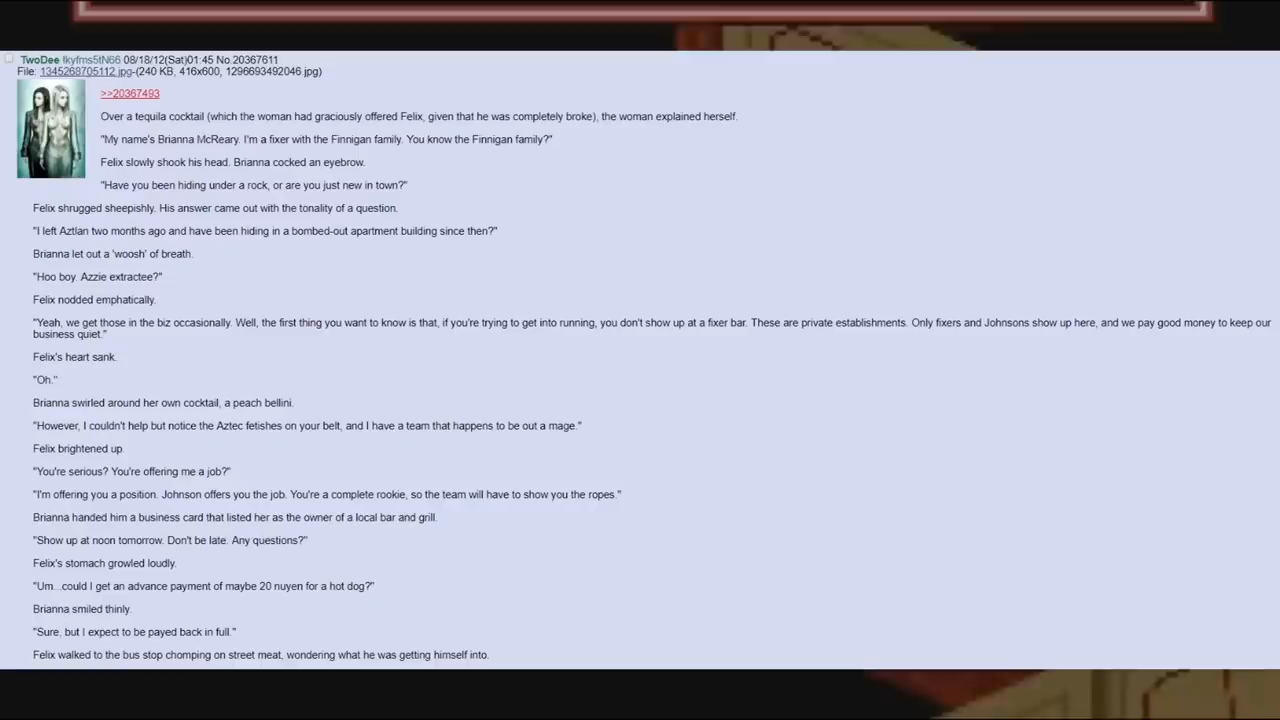 TwoDee !kyfms5tN66 08/18/12(Sat)01:45 No.20367611
File: 1345268705112.jpg-(240 KB, 416x600, 1296693492046.jpg)
>>20367493
Over a tequila cocktail (which the woman had graciously offered Felix, given that he was completely broke), the woman explained herself.
"My name's Brianna McReary. I'm a fixer with the Finnigan family. You know the Finnigan family?"
Felix slowly shook his head. Brianna cocked an eyebrow.
"Have you been hiding under a rock, or are you just new in town?"
Felix shrugged sheepishly. His answer came out with the tonality of a question.
"I left Aztlan two months ago and have been hiding in a bombed-out apartment building since then?"
Brianna let out a 'woosh' of breath.
"Hoo boy. Azzie extractee?"
Felix nodded emphatically.
"Yeah, we get those in the biz occasionally. Well, the first thing you want to know is that, if you're trying to get into running, you don't show up at a fixer bar. These are private establishments. Only fixers and Johnsons show up here, and we pay good money to keep our
business quiet."
Felix's heart sank.
"Oh."
Brianna swirled around her own cocktail, a peach bellini.
"However, I couldn't help but notice the Aztec fetishes on your belt, and I have a team that happens to be out a mage."
Felix brightened up.
"You're serious? You're offering me a job?"
"I'm offering you a position. Johnson offers you the job. You're a complete rookie, so the team will have to show you the ropes."
Brianna handed him a business card that listed her as the owner of a local bar and grill.
"Show up at noon tomorrow. Don't be late. Any questions?"
Felix's stomach growled loudly.
"Um...could I get an advance payment of maybe 20 nuyen for a hot dog?"
Brianna smiled thinly.
"Sure, but I expect to be payed back in full."
Felix walked to the bus stop chomping on street meat, wondering what he was getting himself into.